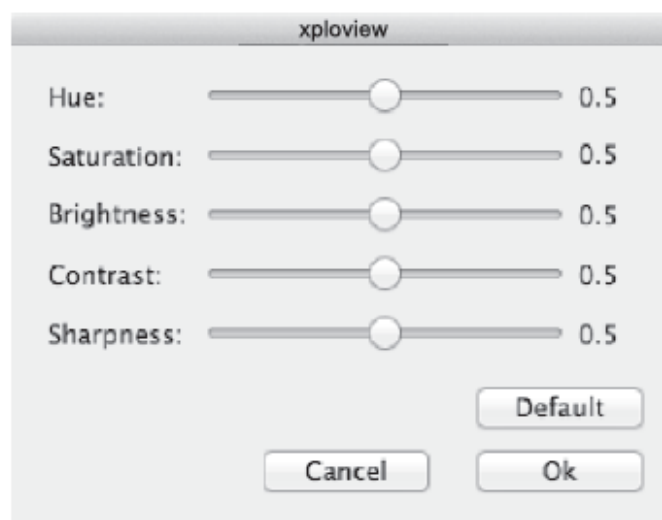 xploview
Hue: 0.5
Saturation: 0.5
Brightness: 0.5
Contrast: 0.5
Sharpness: 0.5
Default
Cancel Ok